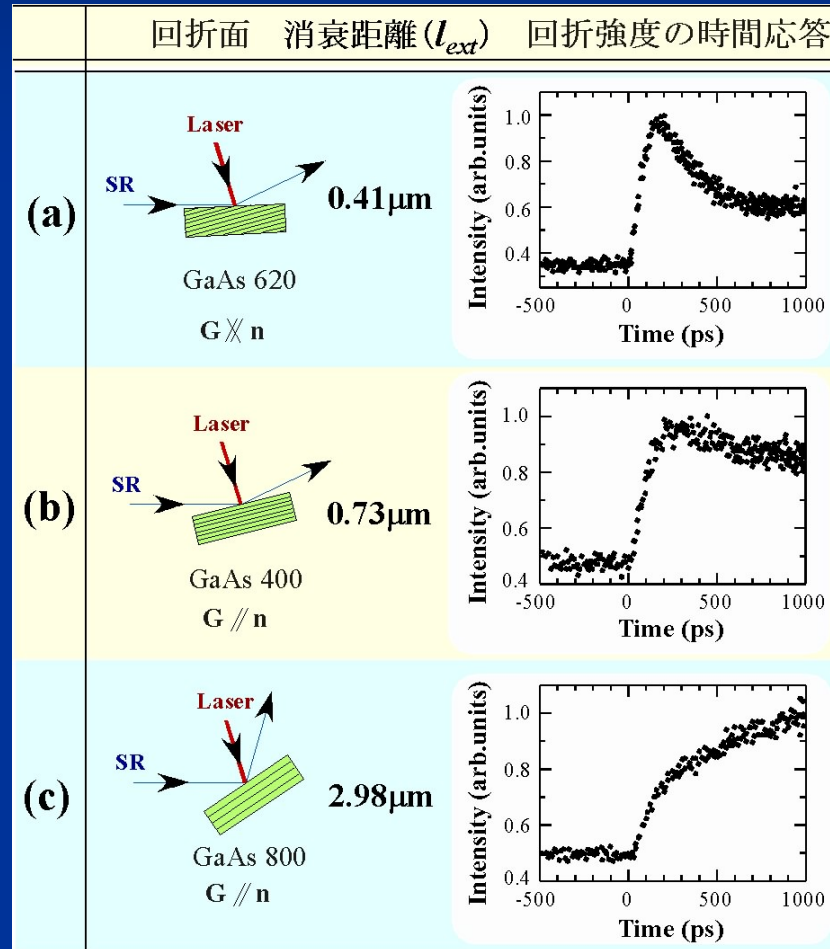 回折面 消衰距離(l_ext) 回折強度の時間応答
(a)
Laser
SR
0.41μm
GaAs 620
G ∦ n
Intensity (arb.units)
1.0
0.8
0.6
0.4
-500 0 500 1000
Time (ps)
(b)
Laser
SR
0.73μm
GaAs 400
G // n
Intensity (arb.units)
1.0
0.8
0.6
0.4
-500 0 500 1000
Time (ps)
(c)
Laser
SR
2.98μm
GaAs 800
G // n
Intensity (arb.units)
1.0
0.8
0.6
0.4
-500 0 500 1000
Time (ps)